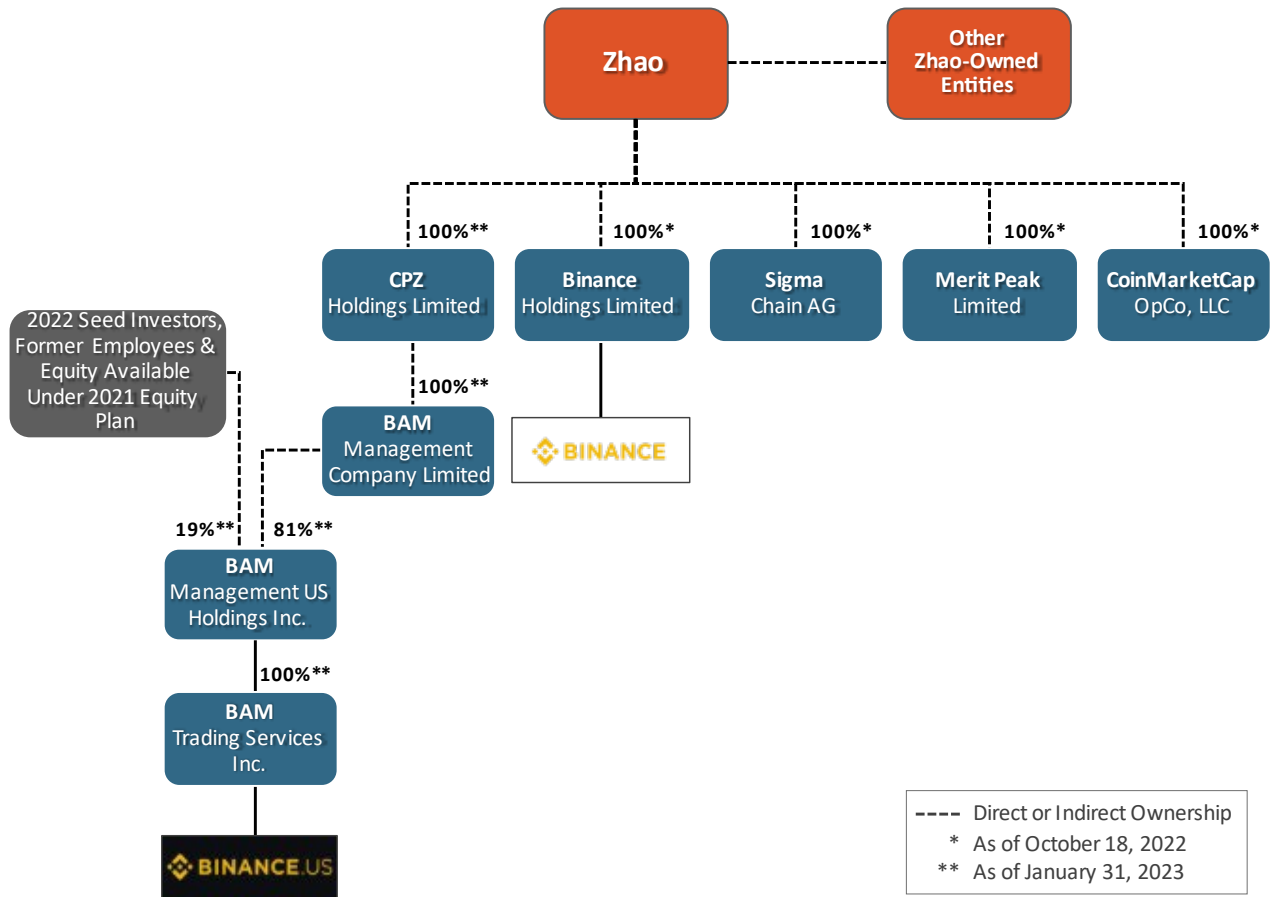 Zhao
Other
Zhao-Owned
Entities
100%**
100%*
100%*
100%*
100%*
CPZ
Holdings Limited
Binance
Holdings Limited
Sigma
Chain AG
Merit Peak
Limited
CoinMarketCap
OpCo, LLC
2022 Seed Investors,
Former Employees &
Equity Available
Under 2021 Equity
Plan
100%**
BAM
Management
Company Limited
BINANCE
19%**
81%**
BAM
Management US
Holdings Inc.
100%**
BAM
Trading Services
Inc.
BINANCE.US
---- Direct or Indirect Ownership
* As of October 18, 2022
** As of January 31, 2023